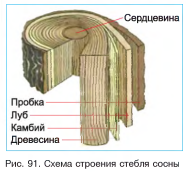 Сердцевина
Пробка
Луб
Камбий
Древесина
Рис. 91. Схема строения стебля сосны